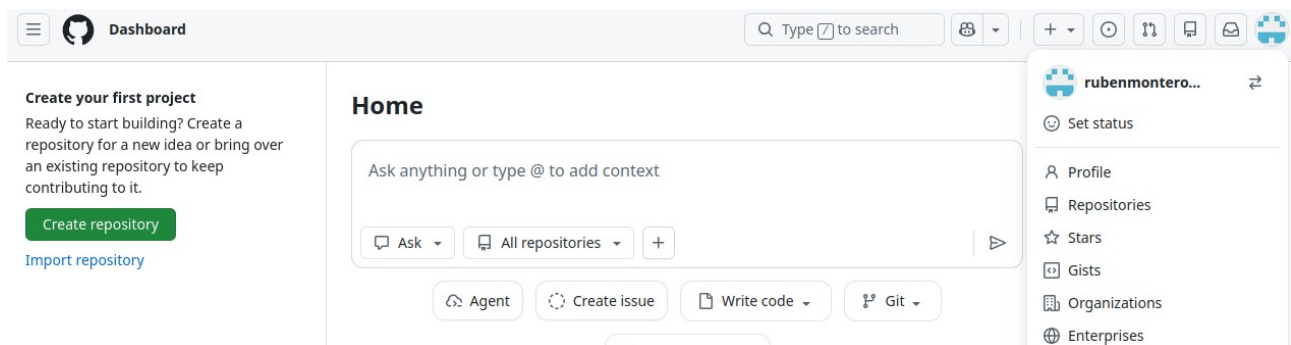 Dashboard
Type / to search
Create your first project
Ready to start building? Create a
repository for a new idea or bring over
an existing repository to keep
contributing to it.
Create repository
Import repository
Home
Ask anything or type @ to add context
Ask
All repositories
Agent
Create issue
Write code
Git
rubenmontero...
Set status
Profile
Repositories
Stars
Gists
Organizations
Enterprises